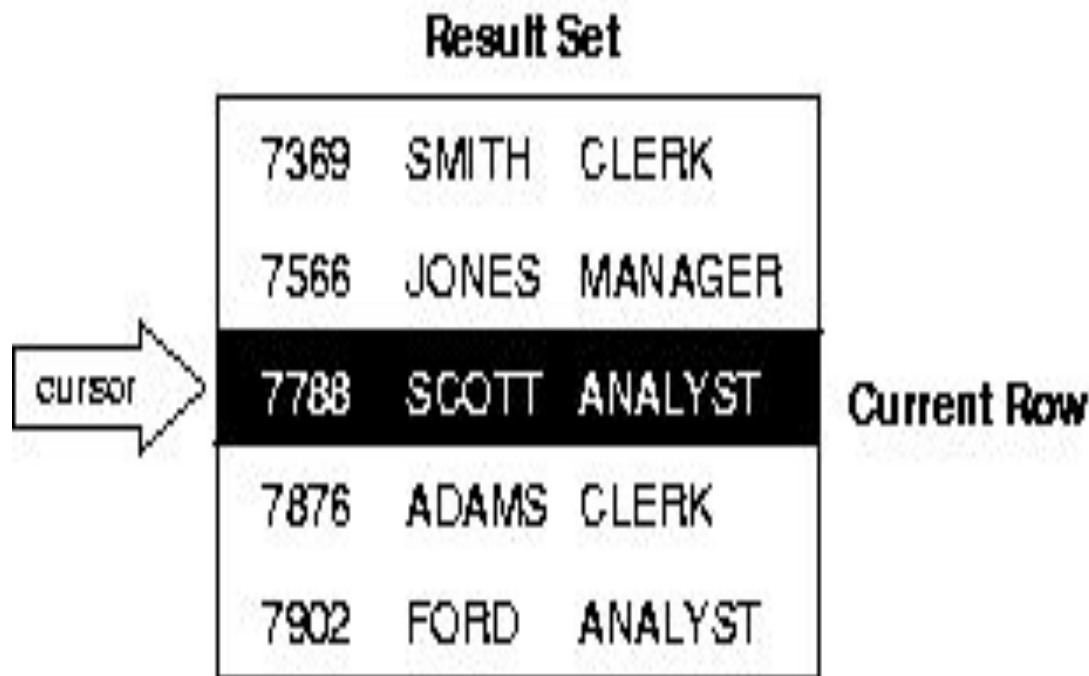 Result Set
7369 SMITH CLERK
7566 JONES MANAGER
cursor
7788 SCOTT ANALYST
Current Row
7876 ADAMS CLERK
7902 FORD ANALYST